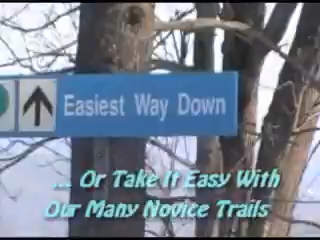 Easiest Way Down
... Or Take It Easy With
Our Many Novice Trails